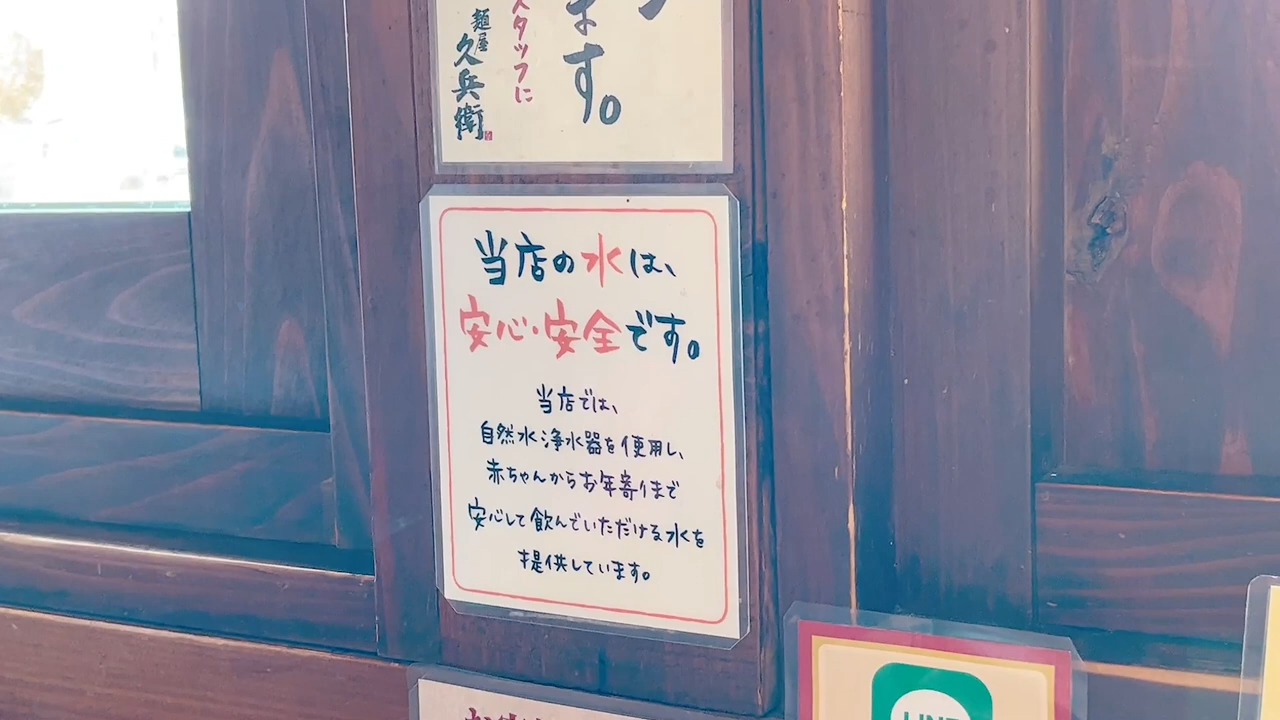 ます。
スタッフに
麺屋
久兵衛
当店の水は、
安心・安全です。
当店では、
自然水浄水器を使用し、
赤ちゃんからお年寄りまで
安心して飲んでいただける水を
提供しています。
LINE